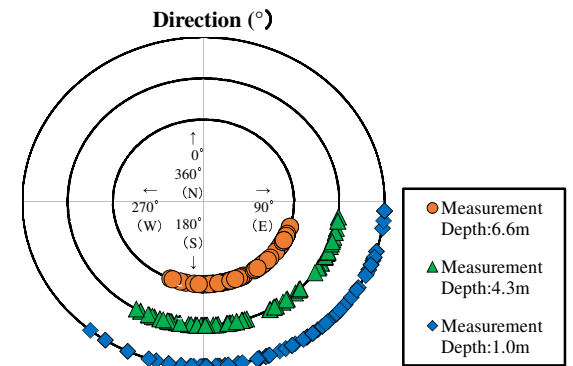 Direction (°)
↑
0°
360°
(N)
←
→
270°
90°
(W)
180°
(E)
(S)
↓
Measurement
Depth:6.6m
Measurement
Depth:4.3m
Measurement
Depth:1.0m